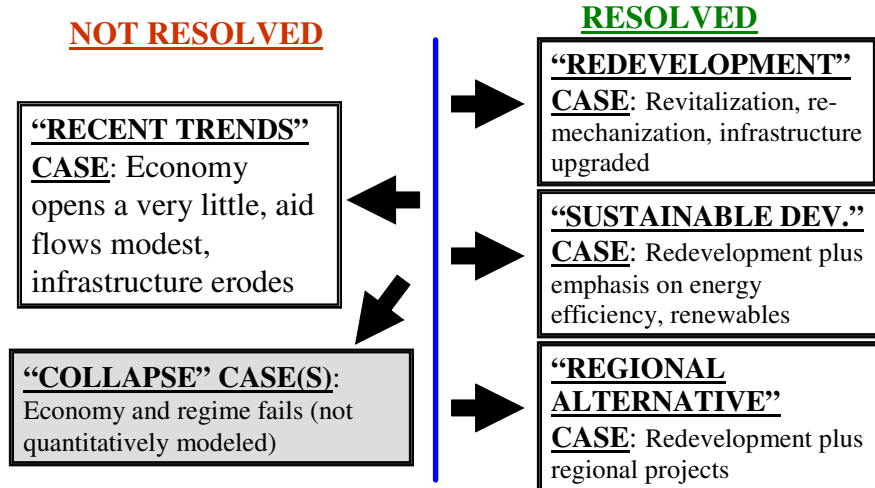 NOT RESOLVED
“RECENT TRENDS”
CASE: Economy
opens a very little, aid
flows modest,
infrastructure erodes
“COLLAPSE” CASE(S):
Economy and regime fails (not
quantitatively modeled)
RESOLVED
“REDEVELOPMENT”
CASE: Revitalization, re-
mechanization, infrastructure
upgraded
“SUSTAINABLE DEV.”
CASE: Redevelopment plus
emphasis on energy
efficiency, renewables
“REGIONAL
ALTERNATIVE”
CASE: Redevelopment plus
regional projects